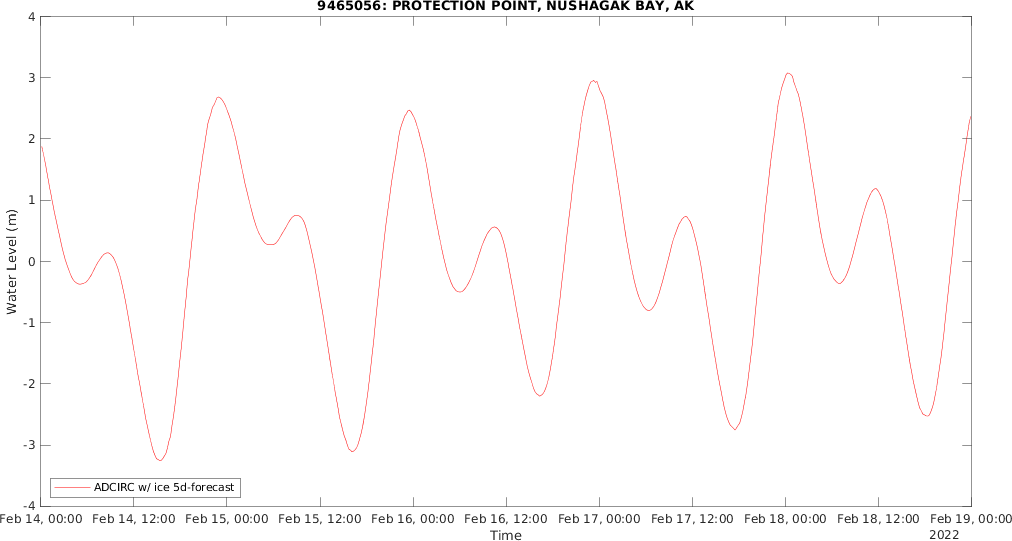 9465056: PROTECTION POINT, NUSHAGAK BAY, AK
4
3
2
1
0
-1
-2
-3
-4
Water Level (m)
ADCIRC w/ ice 5d-forecast
Feb 14, 00:00 Feb 14, 12:00 Feb 15, 00:00 Feb 15, 12:00 Feb 16, 00:00 Feb 16, 12:00 Feb 17, 00:00 Feb 17, 12:00 Feb 18, 00:00 Feb 18, 12:00 Feb 19, 00:00
Time
2022